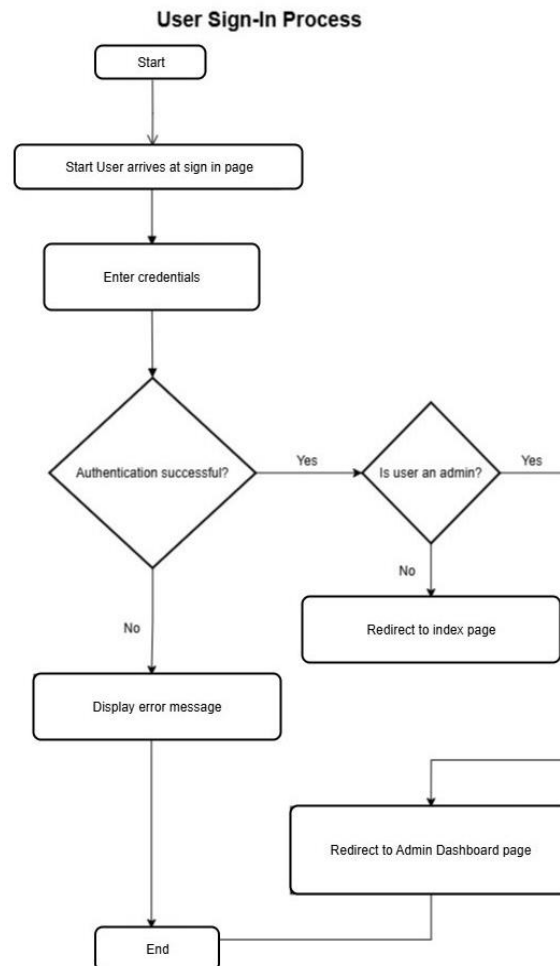 User Sign-In Process
Start
Start User arrives at sign in page
Enter credentials
Authentication successful?
Yes
Is user an admin?
Yes
No
Redirect to index page
No
Display error message
Redirect to Admin Dashboard page
End